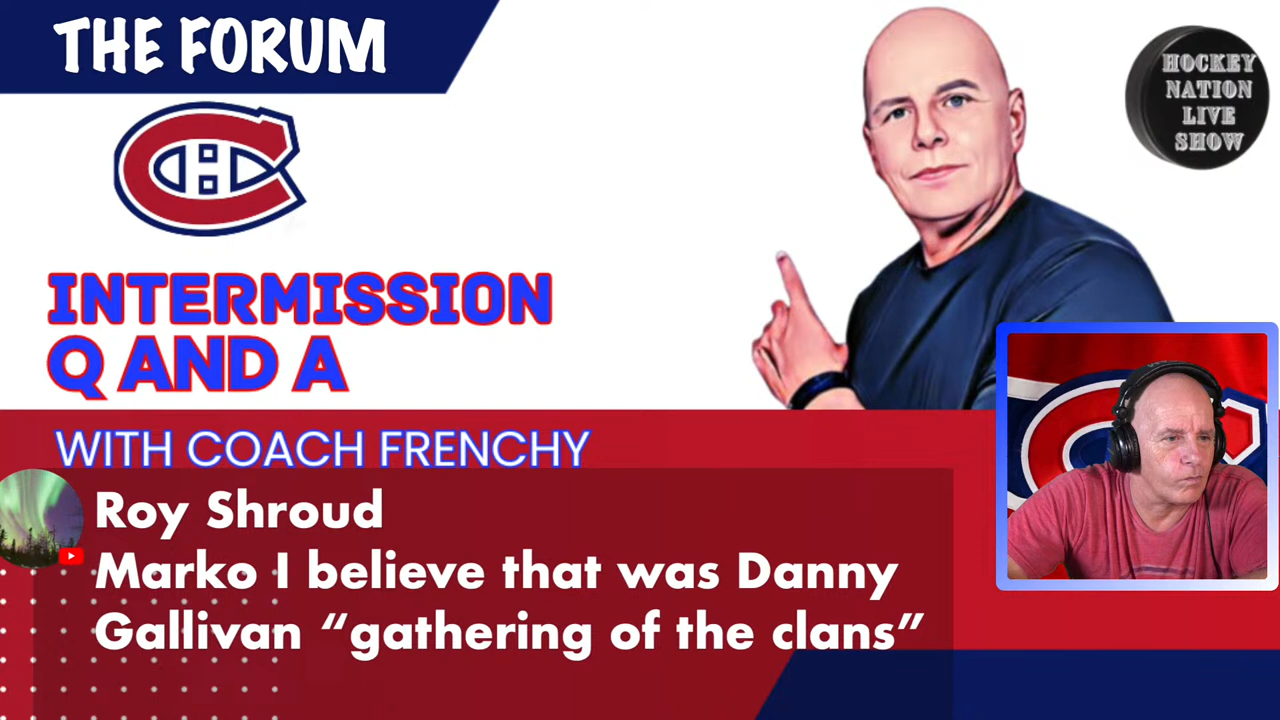 THE FORUM
HOCKEY
NATION
LIVE
SHOW
INTERMISSION
Q AND A
WITH COACH FRENCHY
Roy Shroud
Marko I believe that was Danny
Gallivan “gathering of the clans”